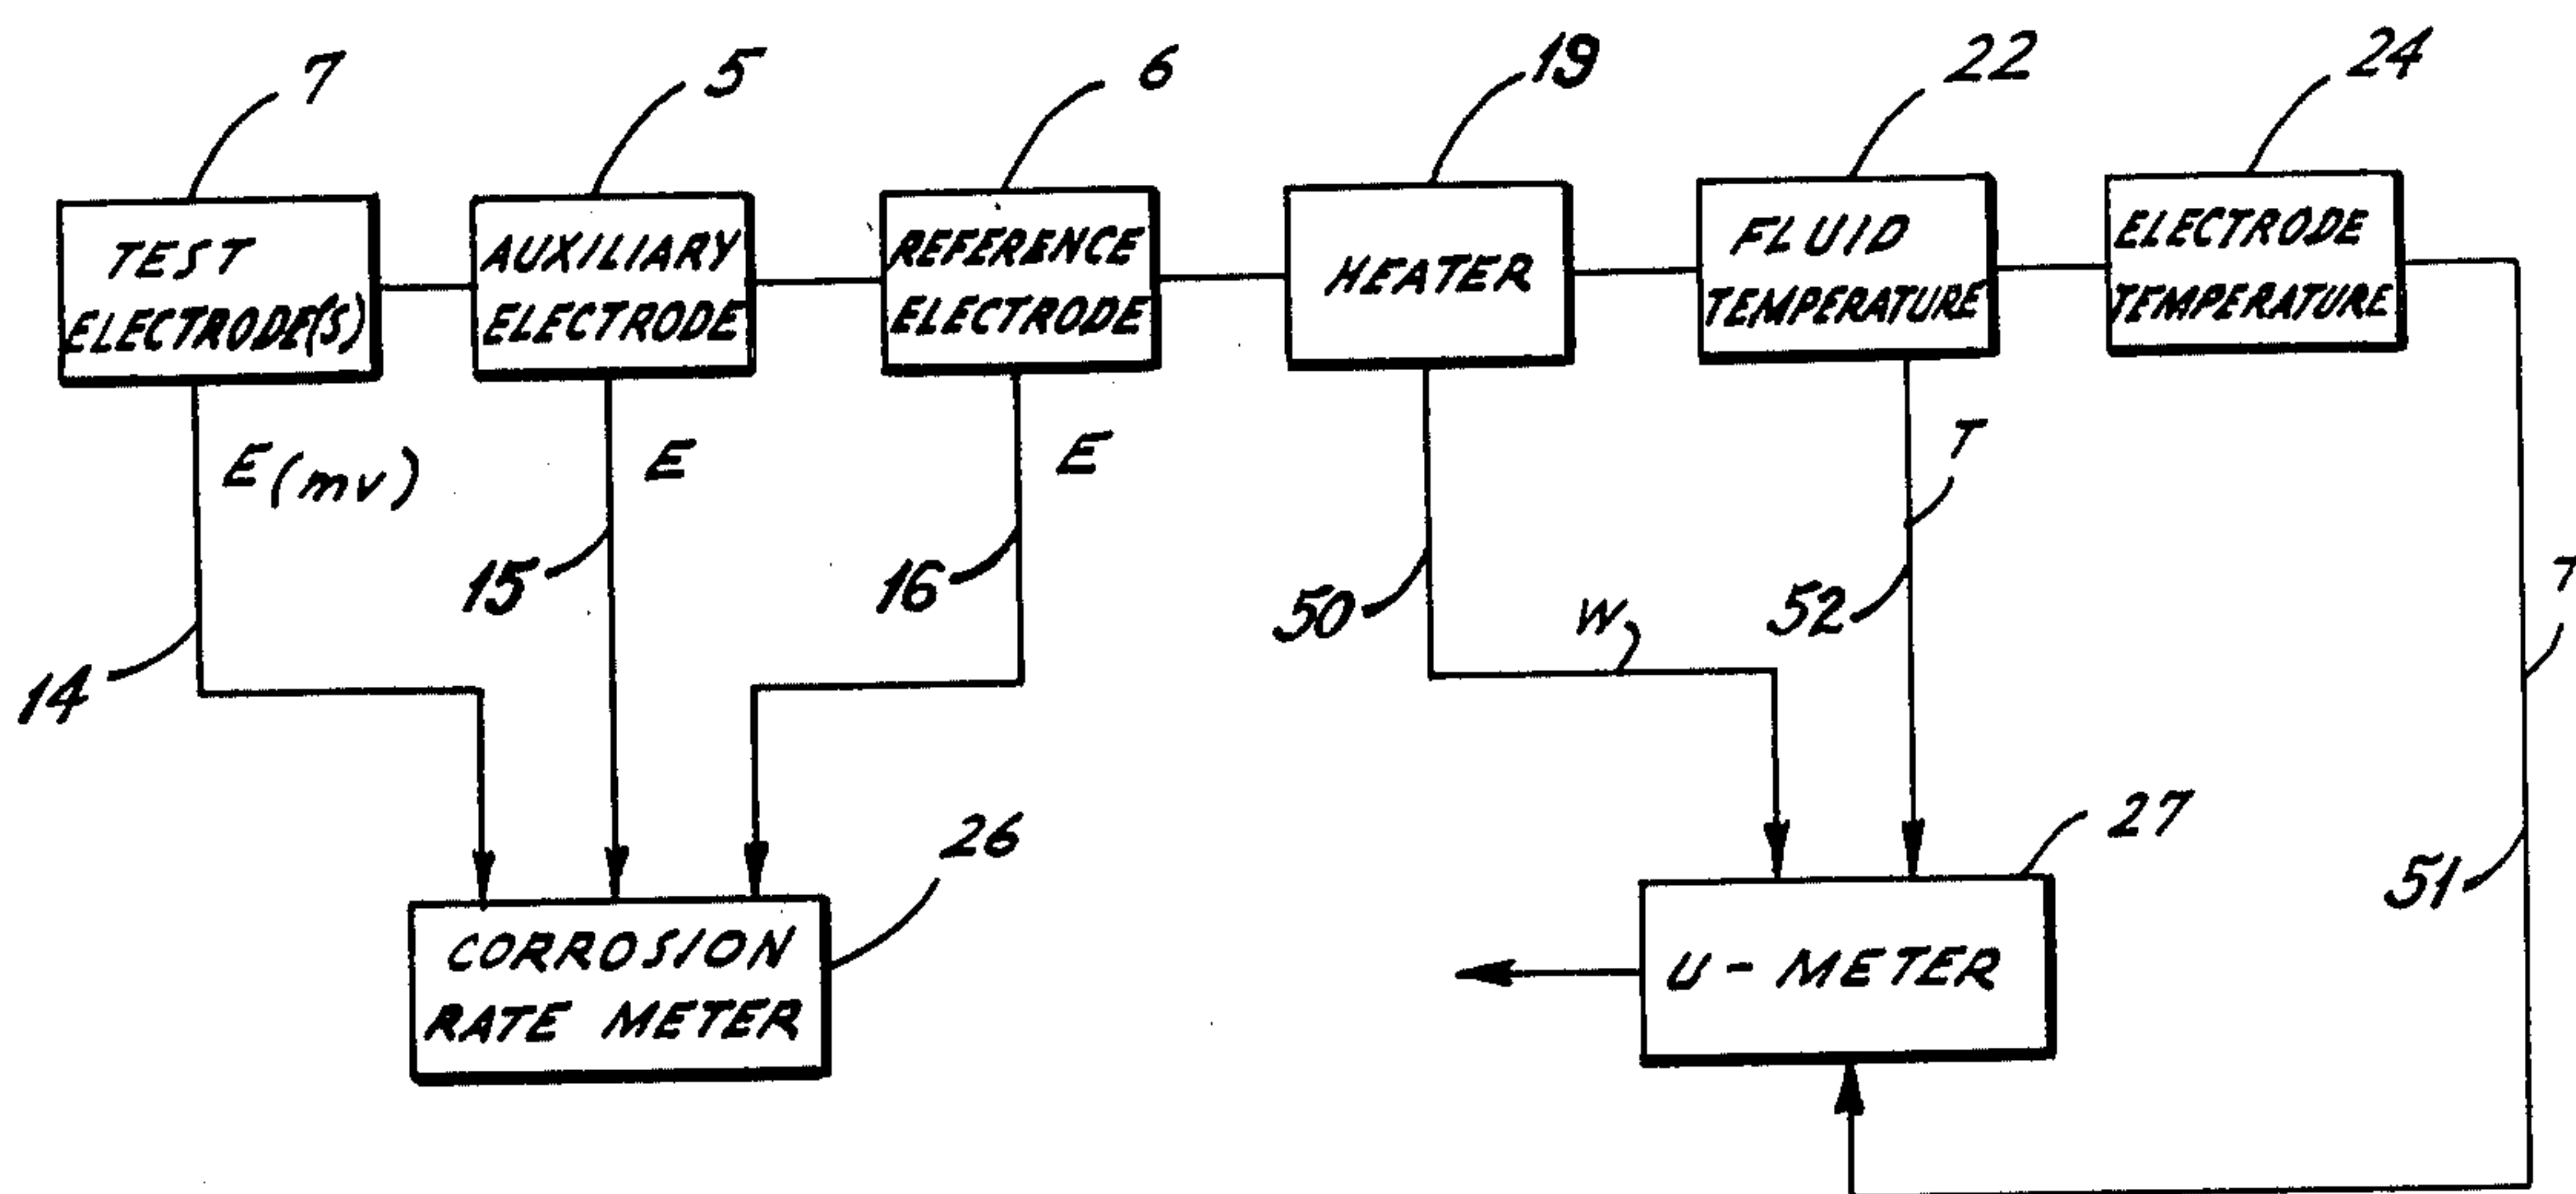 7
5
6
19
22
24
TEST
ELECTRODE(S)
AUXILIARY
ELECTRODE
REFERENCE
ELECTRODE
HEATER
FLUID
TEMPERATURE
ELECTRODE
TEMPERATURE
E (mv)
E
E
T
T
14
15
16
50
W
52
51
26
27
CORROSION
RATE METER
U-METER